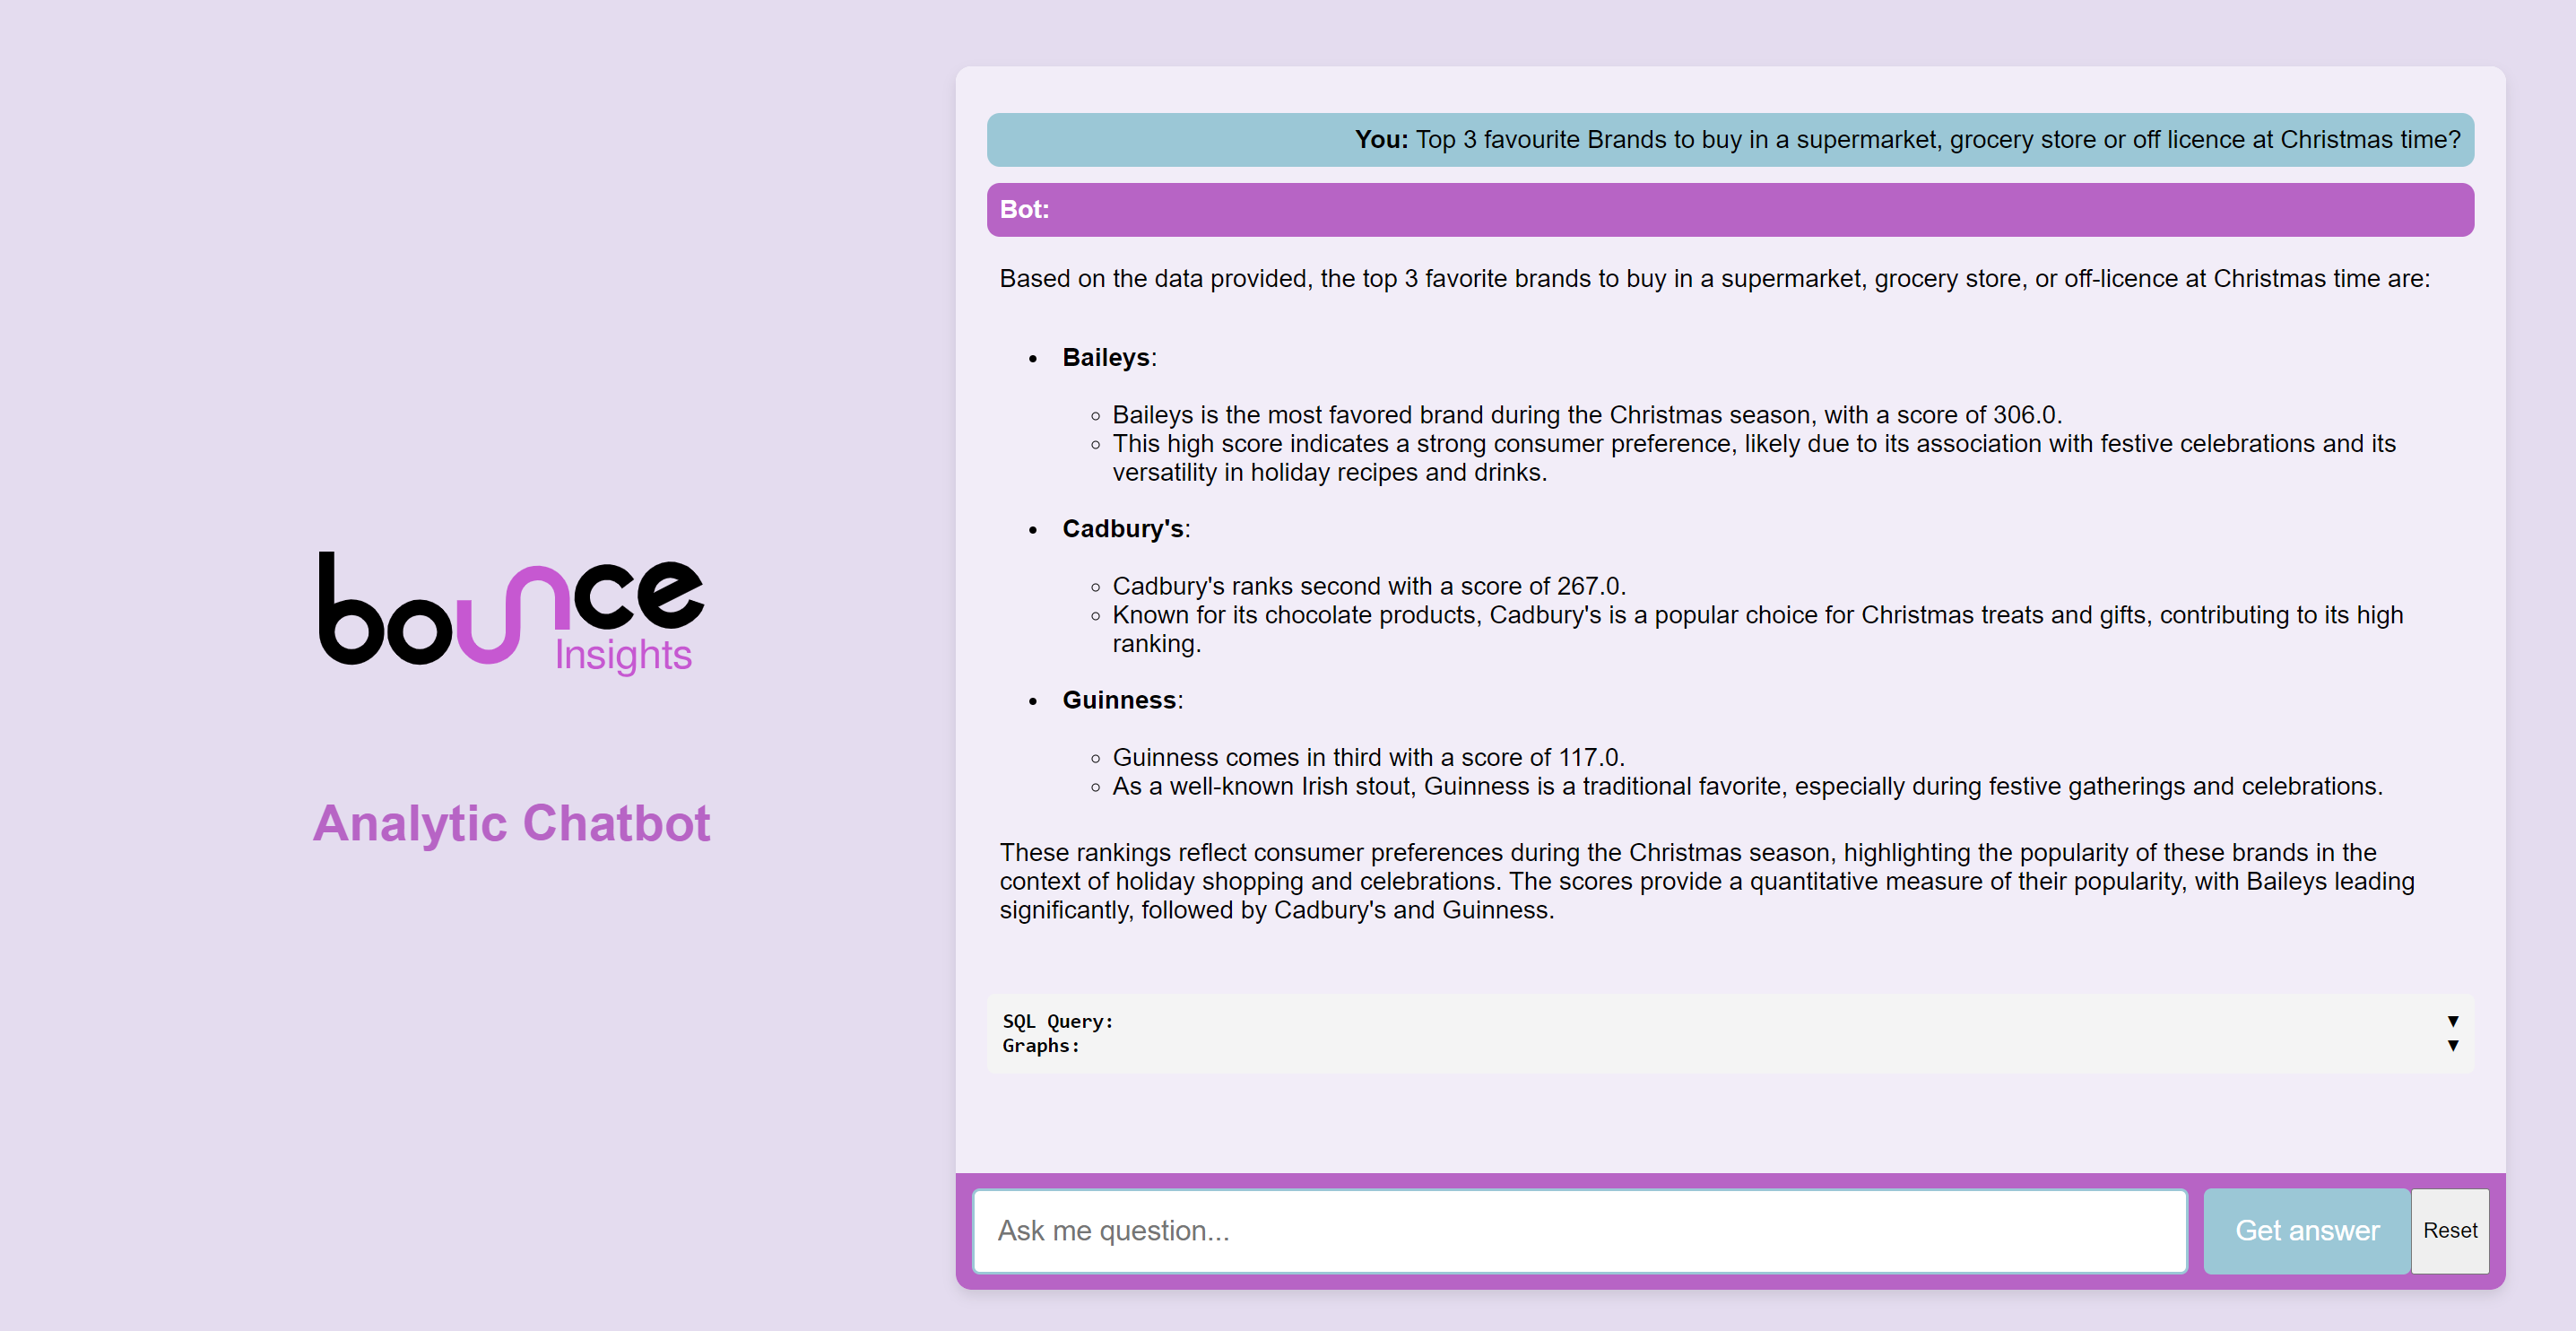 bounce
Insights
Analytic Chatbot
You: Top 3 favourite Brands to buy in a supermarket, grocery store or off licence at Christmas time?
Bot:
Based on the data provided, the top 3 favorite brands to buy in a supermarket, grocery store, or off-licence at Christmas time are:
• Baileys:
◦ Baileys is the most favored brand during the Christmas season, with a score of 306.0.
◦ This high score indicates a strong consumer preference, likely due to its association with festive celebrations and its
versatility in holiday recipes and drinks.
• Cadbury's:
◦ Cadbury's ranks second with a score of 267.0.
◦ Known for its chocolate products, Cadbury's is a popular choice for Christmas treats and gifts, contributing to its high
ranking.
• Guinness:
◦ Guinness comes in third with a score of 117.0.
◦ As a well-known Irish stout, Guinness is a traditional favorite, especially during festive gatherings and celebrations.
These rankings reflect consumer preferences during the Christmas season, highlighting the popularity of these brands in the
context of holiday shopping and celebrations. The scores provide a quantitative measure of their popularity, with Baileys leading
significantly, followed by Cadbury's and Guinness.
SQL Query: ▼
Graphs: ▼
Ask me question...
Get answer
Reset